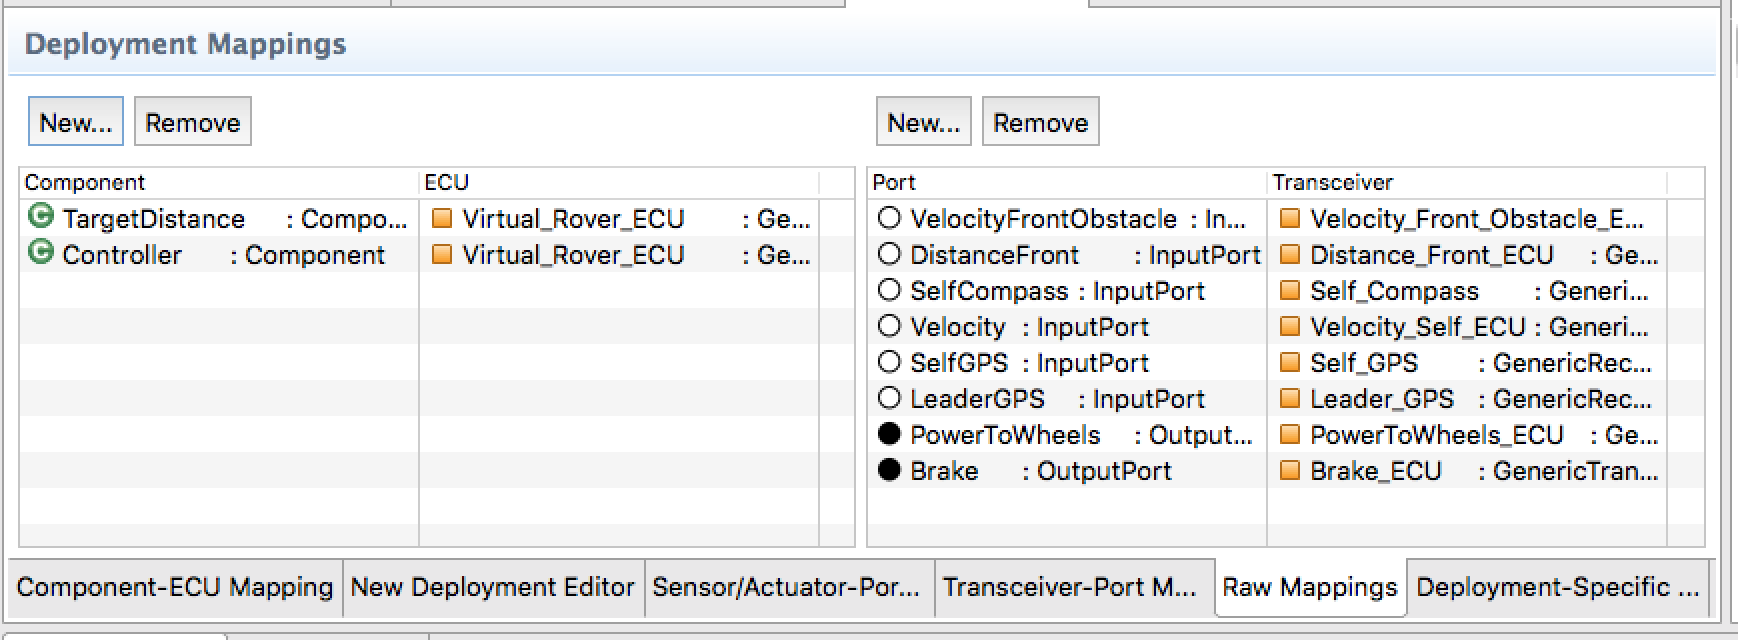 Deployment Mappings
New... Remove New... Remove
Component ECU Port Transceiver
TargetDistance : Compo... Virtual_Rover_ECU : Ge... VelocityFrontObstacle : In... Velocity_Front_Obstacle_E...
Controller : Component Virtual_Rover_ECU : Ge... DistanceFront : InputPort Distance_Front_ECU : Ge...
SelfCompass : InputPort Self_Compass : Generi...
Velocity : InputPort Velocity_Self_ECU : Generi...
SelfGPS : InputPort Self_GPS : GenericRec...
LeaderGPS : InputPort Leader_GPS : GenericRec...
PowerToWheels : Output... PowerToWheels_ECU : Ge...
Brake : OutputPort Brake_ECU : GenericTran...
Component-ECU Mapping New Deployment Editor Sensor/Actuator-Por... Transceiver-Port M... Raw Mappings Deployment-Specific ...